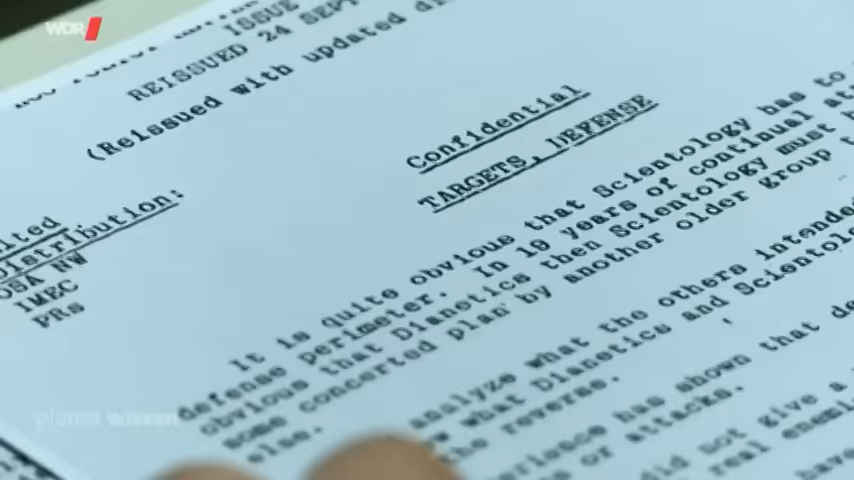 WDR
ISSUE
REISSUED 24 SEPT
(Reissued with updated
Confidential
TARGETS, DEFENSE
Distribution:
OSA NW
IMEC
PRs
It is quite obvious that Scientology has to
defense perimeter. In 19 years of continual
obvious that Dianetics then Scientology must
some concerted plan by another older group
else.
analyze what the others intended
what Dianetics and
the reverse.
has shown that
or attacks.
did not give a
real
planet wissen